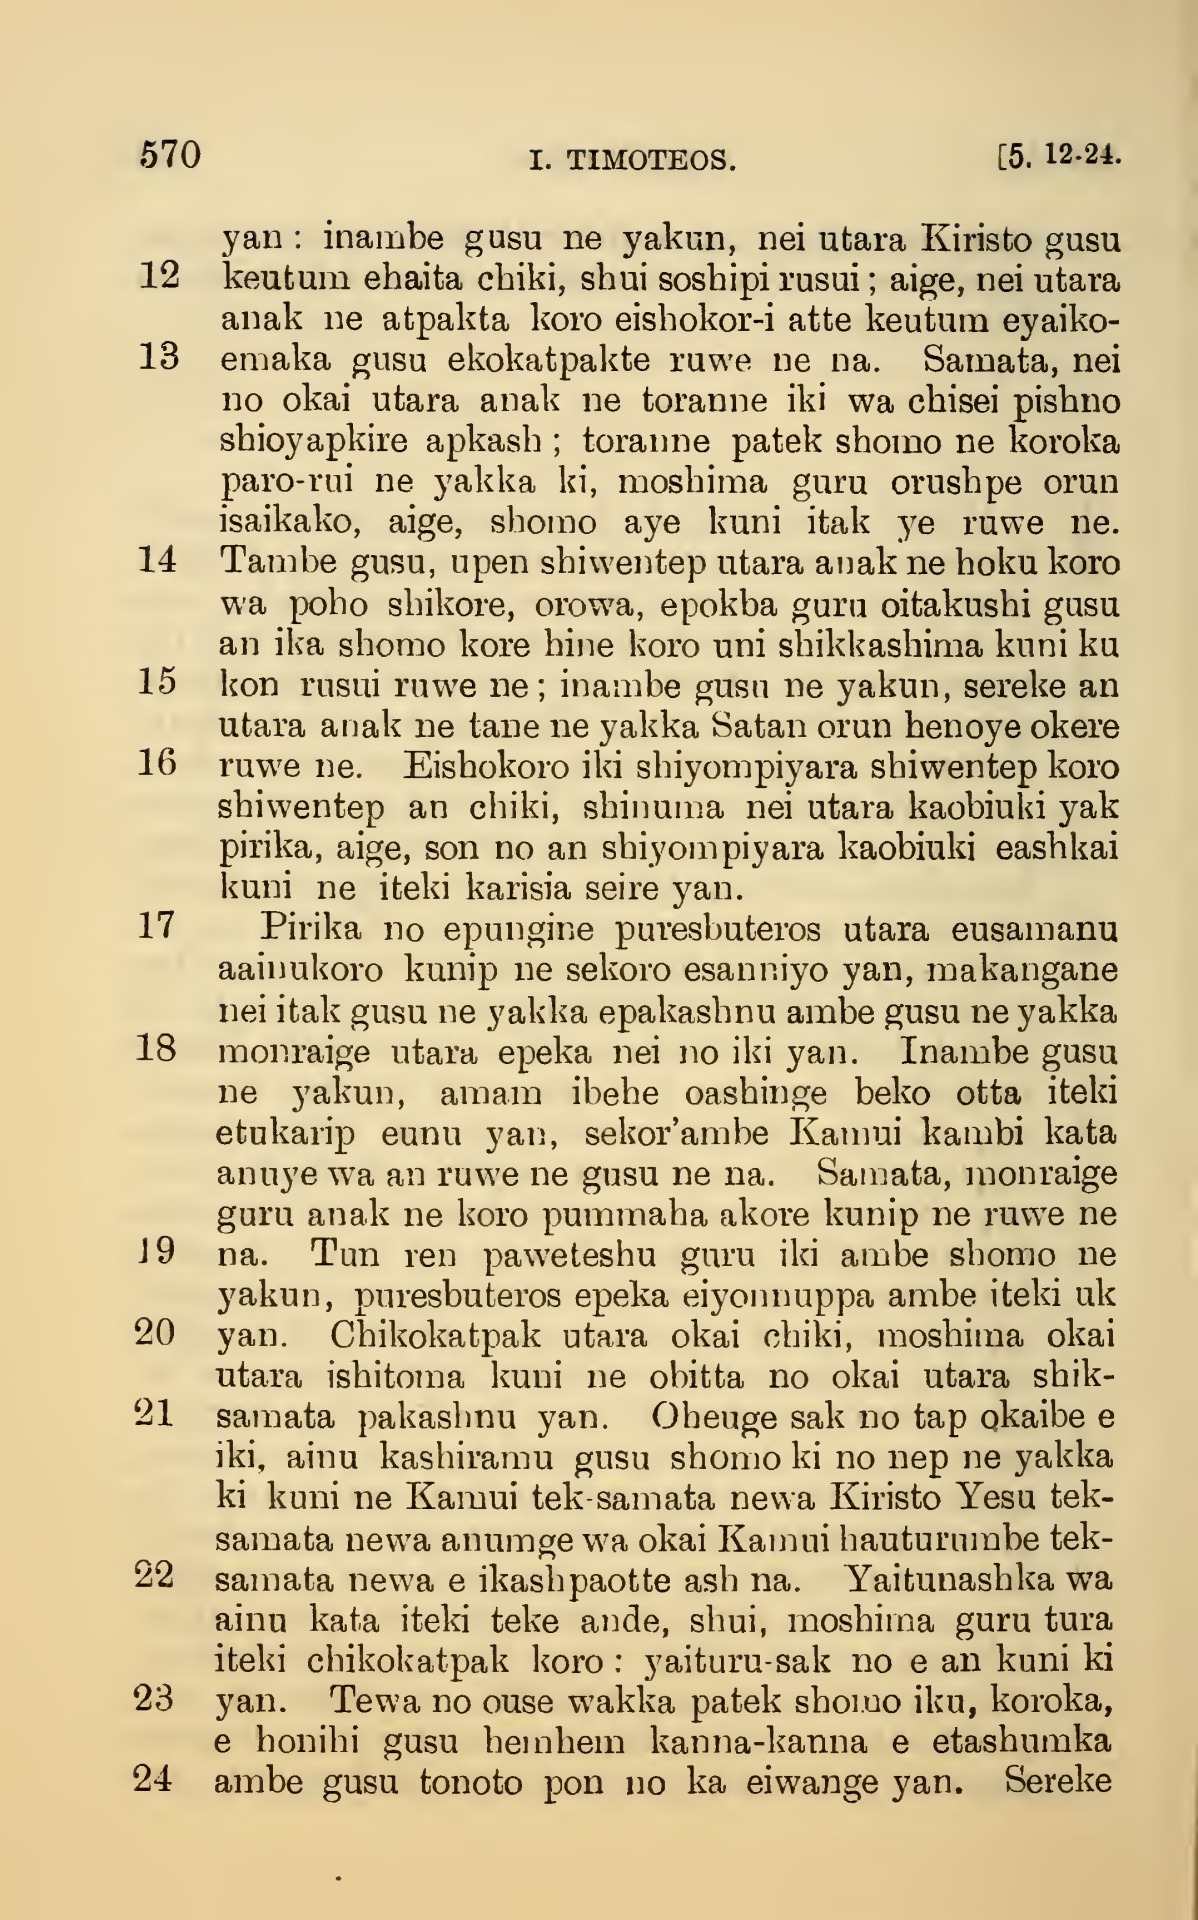 570 I. TIMOTEOS. [5. 12-24.
yan : inambe gusu ne yakun, nei utara Kiristo gusu
12 keutum ehaita chiki, shui soshipi rusui ; aige, nei utara
anak ne atpakta koro eishokor-i atte keutum eyaiko-
13 emaka gusu ekokatpakte ruwe ne na. Samata, nei
no okai utara anak ne toranne iki wa chisei pishno
shioyapkire apkash ; toranne patek shomo ne koroka
paro-rui ne yakka ki, moshima guru orushpe orun
isaikako, aige, shomo aye kuni itak ye ruwe ne.
14 Tambe gusu, upen shiwentep utara anak ne hoku koro
wa poho shikore, orowa, epokba guru oitakushi gusu
an ika shomo kore hine koro uni shikkashima kuni ku
15 kon rusui ruwe ne ; inambe gusu ne yakun, sereke an
utara anak ne tane ne yakka Satan orun henoye okere
16 ruwe ne. Eishokoro iki shiyompiyara shiwentep koro
shiwentep an chiki, shinuma nei utara kaobiuki yak
pirika, aige, son no an shiyompiyara kaobiuki eashkai
kuni ne iteki karisia seire yan.
17 Pirika no epungine puresbuteros utara eusamanu
aainukoro kunip ne sekoro esanniyo yan, makangane
nei itak gusu ne yakka epakashnu ambe gusu ne yakka
18 monraige utara epeka nei no iki yan. Inambe gusu
ne yakun, amam ibehe oashinge beko otta iteki
etukarip eunu yan, sekor'ambe Kamui kambi kata
anuye wa an ruwe ne gusu ne na. Samata, monraige
guru anak ne koro pummaha akore kunip ne ruwe ne
19 na. Tun ren paweteshu guru iki ambe shomo ne
yakun, puresbuteros epeka eiyonnuppa ambe iteki uk
20 yan. Chikokatpak utara okai chiki, moshima okai
utara ishitoma kuni ne obitta no okai utara shik-
21 samata pakashnu yan. Oheuge sak no tap okaibe e
iki, ainu kashiramu gusu shomo ki no nep ne yakka
ki kuni ne Kamui tek-samata newa Kiristo Yesu tek-
samata newa anumge wa okai Kamui hauturumbe tek-
22 samata newa e ikashpaotte ash na. Yaitunashka wa
ainu kata iteki teke ande, shui, moshima guru tura
iteki chikokatpak koro : yaituru-sak no e an kuni ki
23 yan. Tewa no ouse wakka patek shomo iku, koroka,
e honihi gusu hemhem kanna-kanna e etashumka
24 ambe gusu tonoto pon no ka eiwange yan. Sereke